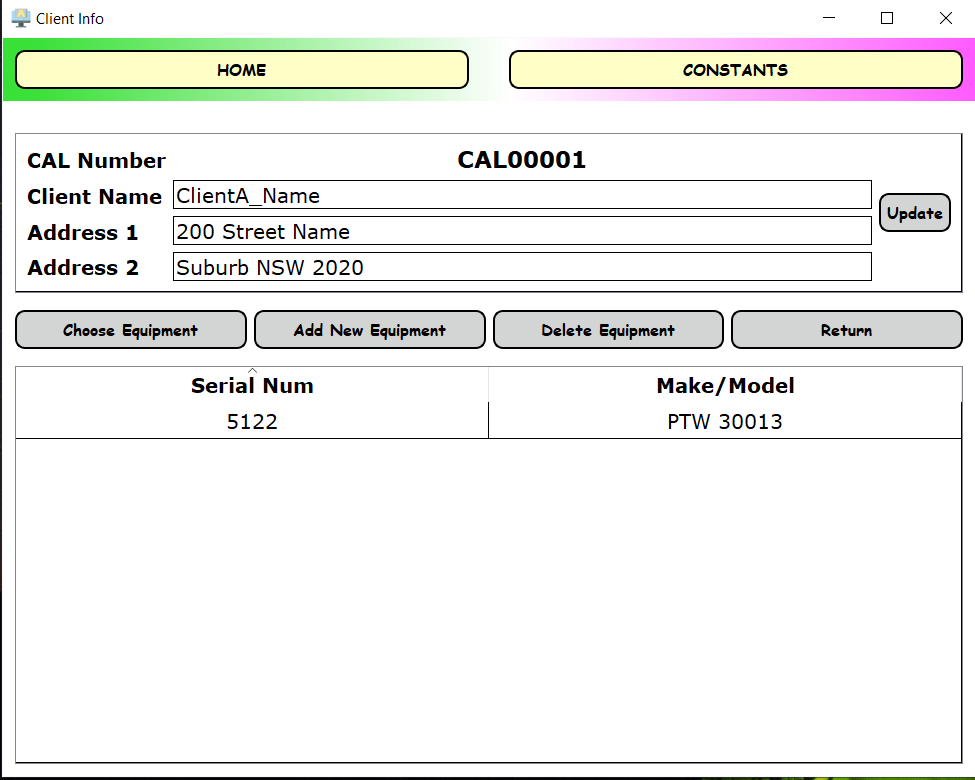 Client Info
HOME CONSTANTS
CAL Number CAL00001
Client Name ClientA_Name
Update
Address 1 200 Street Name
Address 2 Suburb NSW 2020
Choose Equipment Add New Equipment Delete Equipment Return
Serial Num Make/Model
5122 PTW 30013